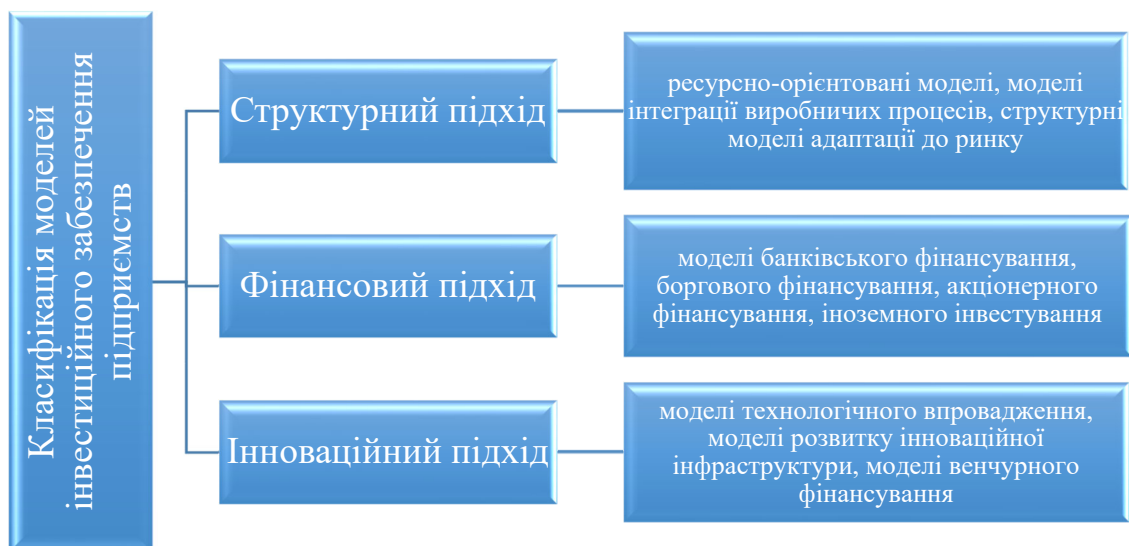 Класифікація моделей
інвестиційного забезпечення
підприємств
Структурний підхід
ресурсно-орієнтовані моделі, моделі
інтеграції виробничих процесів, структурні
моделі адаптації до ринку
Фінансовий підхід
моделі банківського фінансування,
боргового фінансування, акціонерного
фінансування, іноземного інвестування
Інноваційний підхід
моделі технологічного впровадження,
моделі розвитку інноваційної
інфраструктури, моделі венчурного
фінансування